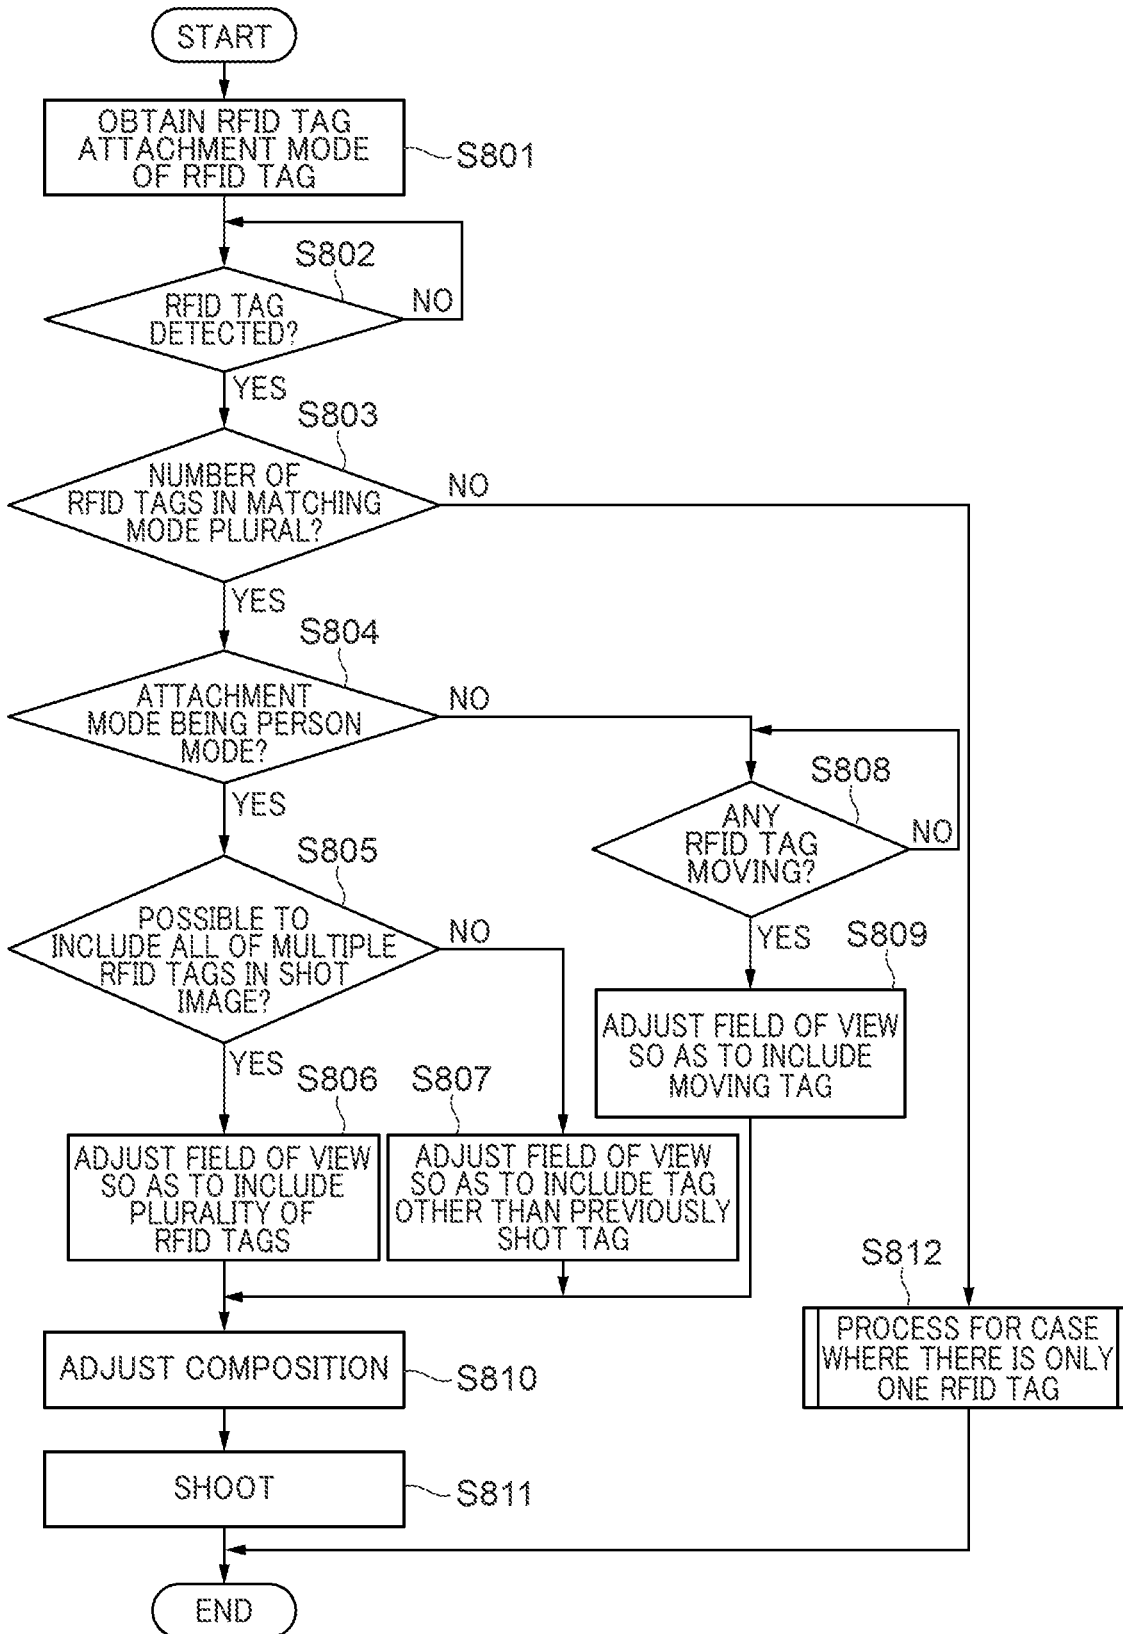 START
OBTAIN RFID TAG
ATTACHMENT MODE
OF RFID TAG
S801
S802
RFID TAG
DETECTED?
NO
YES
S803
NUMBER OF
RFID TAGS IN MATCHING
MODE PLURAL?
NO
YES
S804
ATTACHMENT
MODE BEING PERSON
MODE?
NO
YES
S808
ANY
RFID TAG
MOVING?
NO
YES
S805
POSSIBLE TO
INCLUDE ALL OF MULTIPLE
RFID TAGS IN SHOT
IMAGE?
NO
YES
S809
ADJUST FIELD OF VIEW
SO AS TO INCLUDE
MOVING TAG
S806
ADJUST FIELD OF VIEW
SO AS TO INCLUDE
PLURALITY OF
RFID TAGS
S807
ADJUST FIELD OF VIEW
SO AS TO INCLUDE TAG
OTHER THAN PREVIOUSLY
SHOT TAG
S812
PROCESS FOR CASE
WHERE THERE IS ONLY
ONE RFID TAG
ADJUST COMPOSITION
S810
SHOOT
S811
END